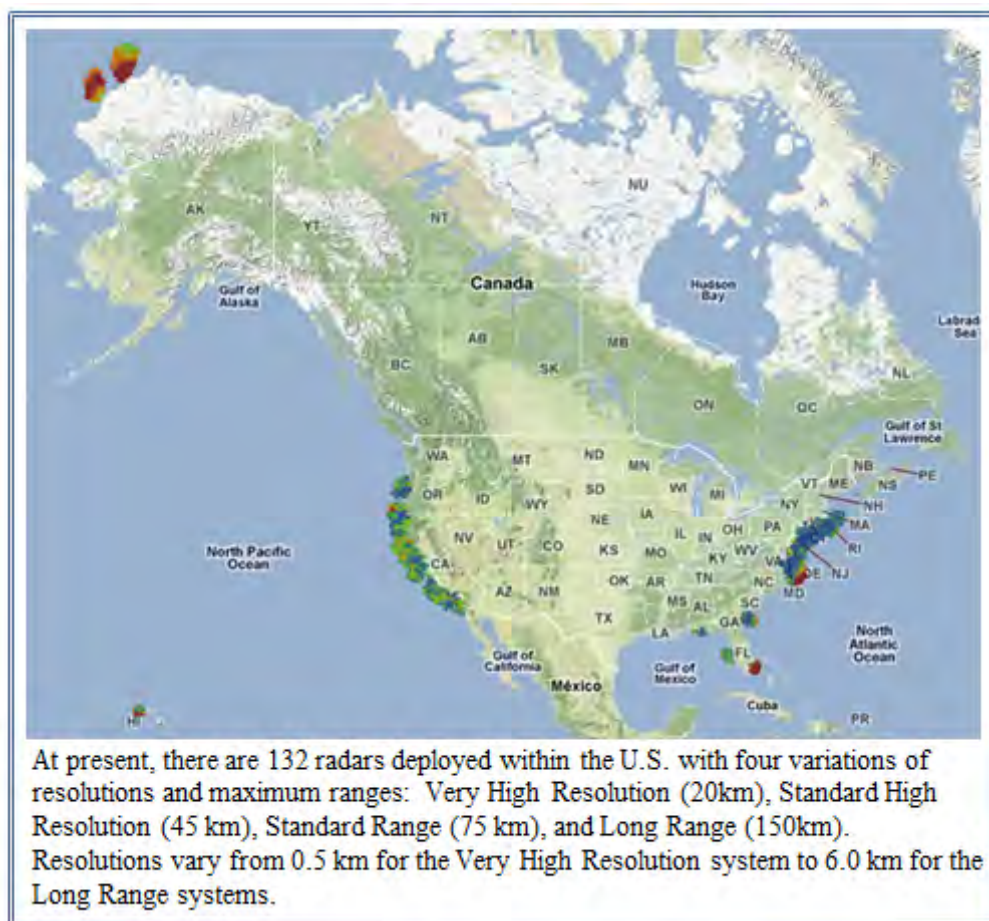 NU
AK
YT
NT
Canada
Gulf of
Alaska
Hudson
Bay
Labrad
Sea
AB
MB
BC
SK
NL
ON
QC
Gulf of St
Lawrence
WA
MT
ND
MN
NB
PE
VT
ME
NS
OR
ID
SD
WI
MI
NY
NH
WY
NE
IA
PA
MA
IL
IN
OH
RI
North Pacific
Ocean
NV
UT
CO
KS
MO
KY
WV
VA
DE
NJ
CA
AZ
NM
OK
AR
TN
NC
MD
MS
AL
SC
TX
LA
GA
North
Atlantic
Ocean
Gulf of
California
Gulf of
Mexico
FL
México
Cuba
HI
PR
At present, there are 132 radars deployed within the U.S. with four variations of
resolutions and maximum ranges:  Very High Resolution (20km), Standard High
Resolution (45 km), Standard Range (75 km), and Long Range (150km).
Resolutions vary from 0.5 km for the Very High Resolution system to 6.0 km for the
Long Range systems.